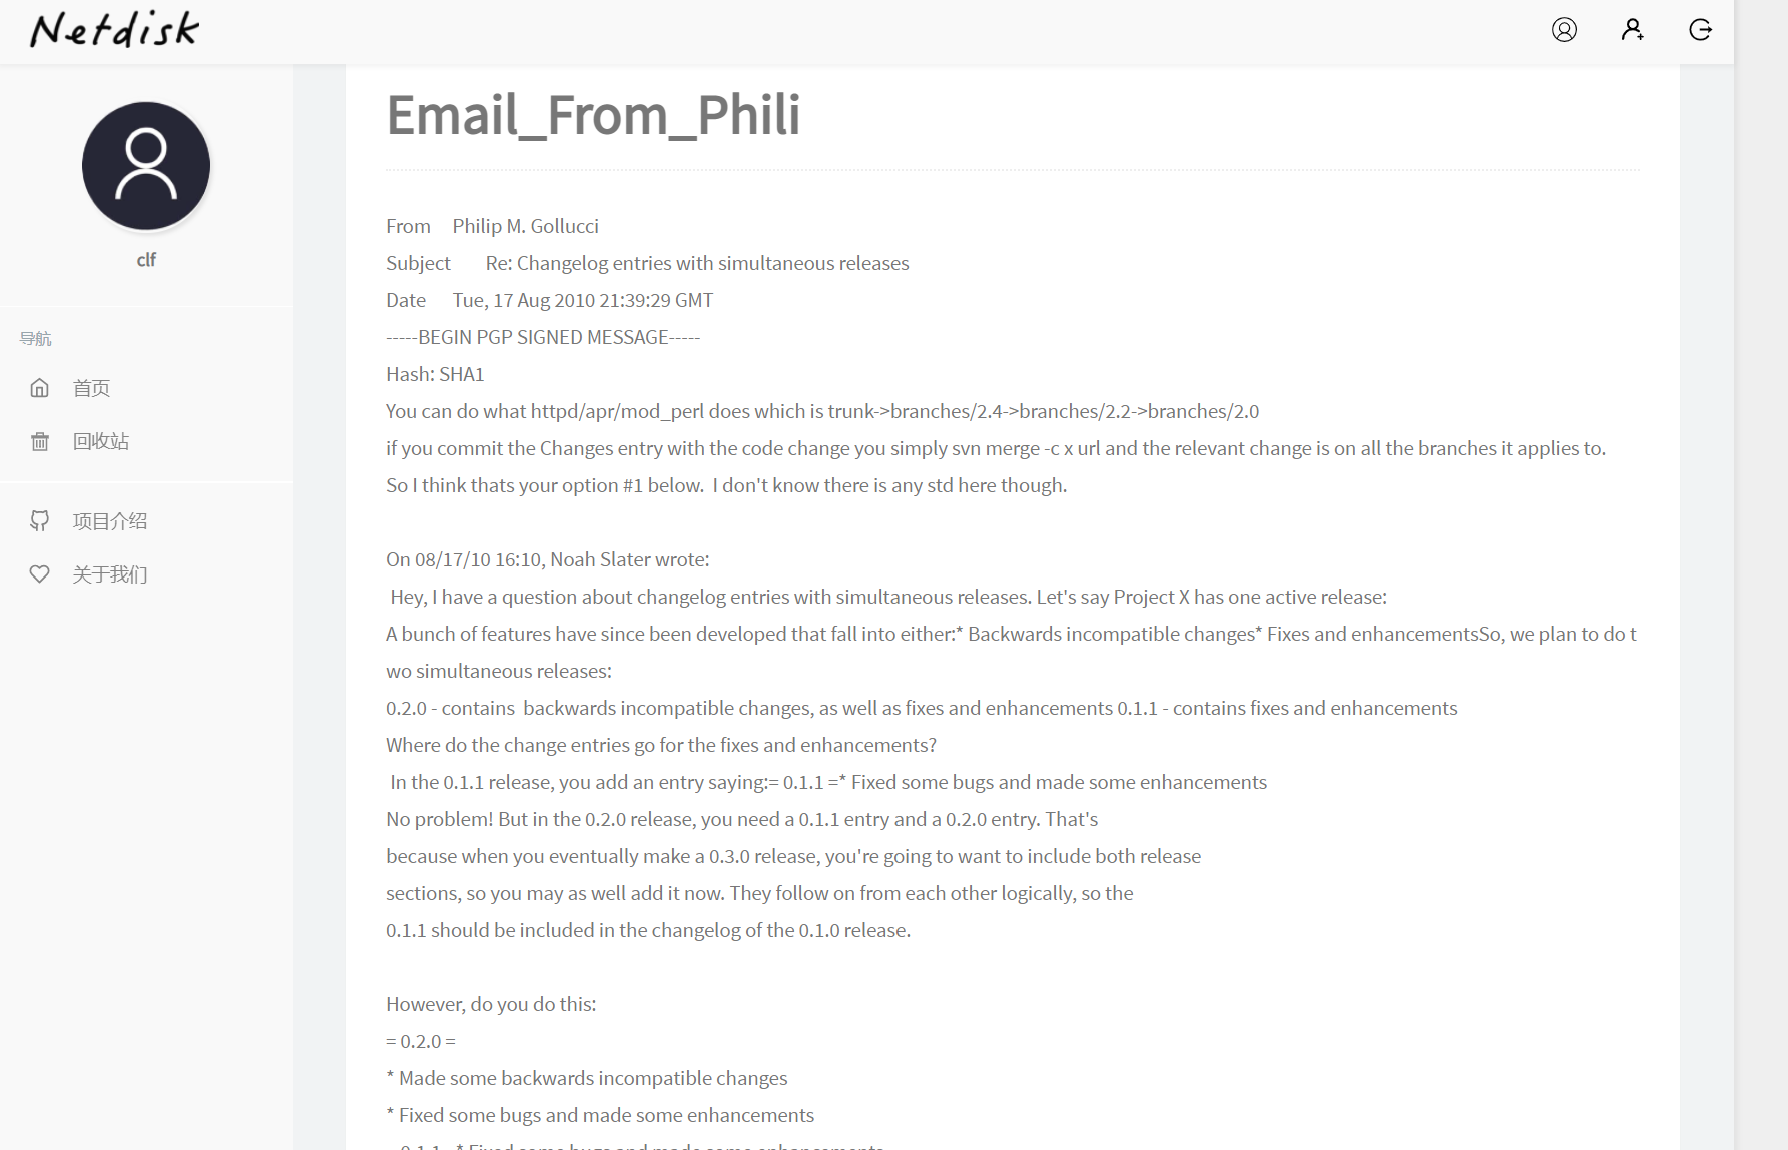 Netdisk
clf
导航
首页
回收站
项目介绍
关于我们
Email_From_Phili
From Philip M. Gollucci
Subject Re: Changelog entries with simultaneous releases
Date Tue, 17 Aug 2010 21:39:29 GMT
-----BEGIN PGP SIGNED MESSAGE-----
Hash: SHA1
You can do what httpd/apr/mod_perl does which is trunk->branches/2.4->branches/2.2->branches/2.0
if you commit the Changes entry with the code change you simply svn merge -c x url and the relevant change is on all the branches it applies to.
So I think thats your option #1 below.  I don't know there is any std here though.
On 08/17/10 16:10, Noah Slater wrote:
Hey, I have a question about changelog entries with simultaneous releases. Let's say Project X has one active release:
A bunch of features have since been developed that fall into either:* Backwards incompatible changes* Fixes and enhancementsSo, we plan to do t
wo simultaneous releases:
0.2.0 - contains  backwards incompatible changes, as well as fixes and enhancements 0.1.1 - contains fixes and enhancements
Where do the change entries go for the fixes and enhancements?
In the 0.1.1 release, you add an entry saying:= 0.1.1 =* Fixed some bugs and made some enhancements
No problem! But in the 0.2.0 release, you need a 0.1.1 entry and a 0.2.0 entry. That's
because when you eventually make a 0.3.0 release, you're going to want to include both release
sections, so you may as well add it now. They follow on from each other logically, so the
0.1.1 should be included in the changelog of the 0.1.0 release.
However, do you do this:
= 0.2.0 =
* Made some backwards incompatible changes
* Fixed some bugs and made some enhancements
0.1.1 * Fixed some bugs and made some enhancements